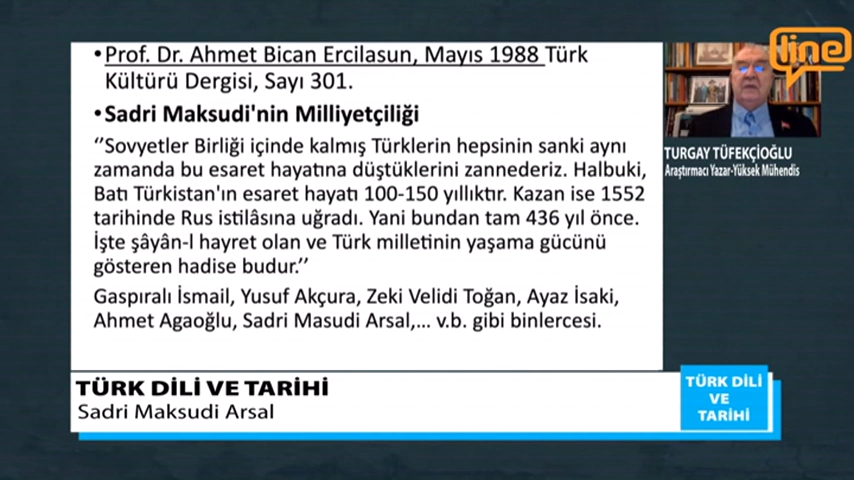 •Prof. Dr. Ahmet Bican Ercilasun, Mayıs 1988 Türk
Kültürü Dergisi, Sayı 301.
•Sadri Maksudi'nin Milliyetçiliği
‘’Sovyetler Birliği içinde kalmış Türklerin hepsinin sanki aynı
zamanda bu esaret hayatına düştüklerini zannederiz. Halbuki,
Batı Türkistan'ın esaret hayatı 100-150 yıllıktır. Kazan ise 1552
tarihinde Rus istilâsına uğradı. Yani bundan tam 436 yıl önce.
İşte şâyân-l hayret olan ve Türk milletinin yaşama gücünü
gösteren hadise budur.’’
Gaspıralı İsmail, Yusuf Akçura, Zeki Velidi Toğan, Ayaz İsaki,
Ahmet Agaoğlu, Sadri Masudi Arsal,... v.b. gibi binlercesi.
line
TURGAY TÜFEKÇİOĞLU
Araştırmacı Yazar-Yüksek Mühendis
TÜRK DİLİ VE TARİHİ
Sadri Maksudi Arsal
TÜRK DİLİ
VE
TARİHİ